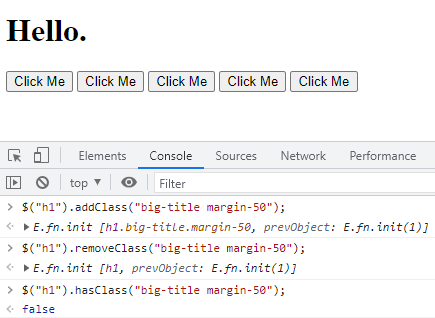 Hello.
Click Me Click Me Click Me Click Me Click Me
Elements Console Sources Network Performance
top ▾ Filter
> $("h1").addClass("big-title margin-50");
<· ▶ E.fn.init [h1.big-title.margin-50, prevObject: E.fn.init(1)]
> $("h1").removeClass("big-title margin-50");
<· ▶ E.fn.init [h1, prevObject: E.fn.init(1)]
> $("h1").hasClass("big-title margin-50");
<· false